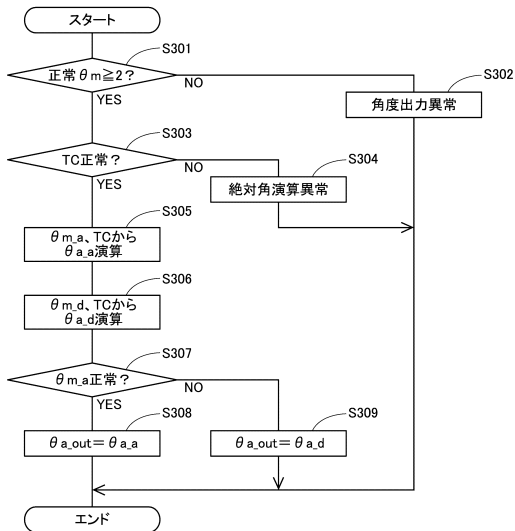 スタート
S301
正常θm≧2?
NO
YES
S302
角度出力異常
S303
TC正常?
NO
YES
S304
絶対角演算異常
S305
θm_a、TCから
θa_a演算
S306
θm_d、TCから
θa_d演算
S307
θm_a正常?
NO
YES
S308
θa_out=θa_a
S309
θa_out=θa_d
エンド